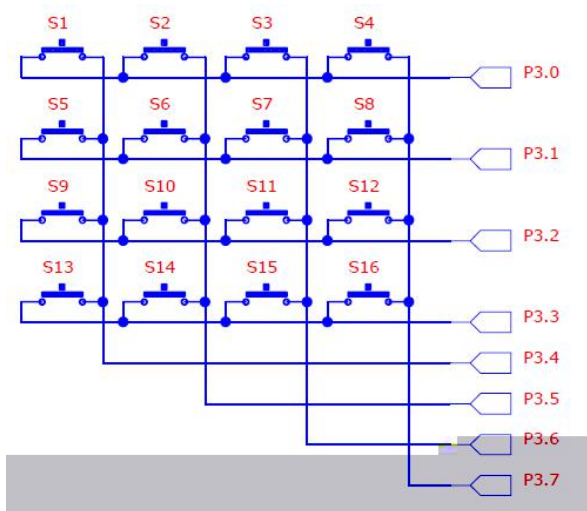 S1 S2 S3 S4
P3.0
S5 S6 S7 S8
P3.1
S9 S10 S11 S12
P3.2
S13 S14 S15 S16
P3.3
P3.4
P3.5
P3.6
P3.7